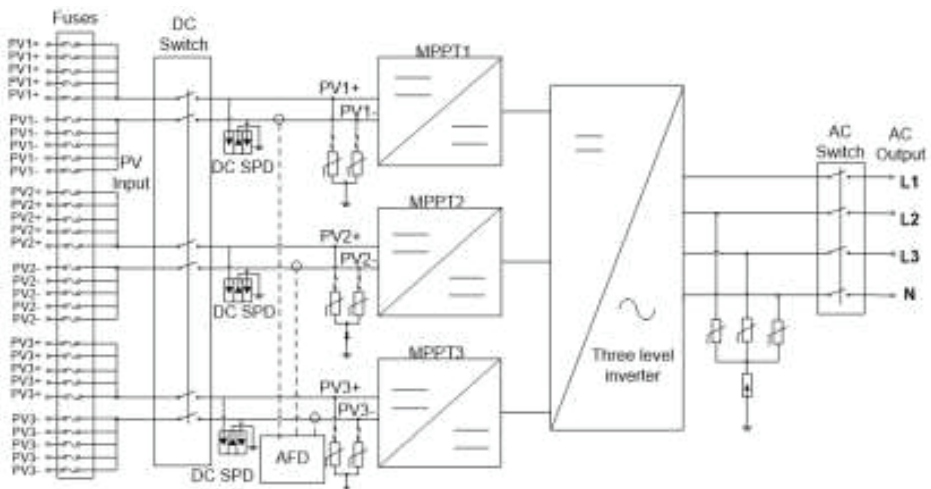 Fuses
DC
Switch
PV1+
PV1+
PV1+
PV1+
PV1+
PV1-
PV1-
PV1-
PV1-
PV1-
PV
Input
PV2+
PV2+
PV2+
PV2+
PV2+
PV2-
PV2-
PV2-
PV2-
PV2-
PV3+
PV3+
PV3+
PV3+
PV3+
PV3-
PV3-
PV3-
PV3-
PV3-
DC SPD
DC SPD
DC SPD
AFD
PV1+
PV1-
PV2+
PV2-
PV3+
PV3-
MPPT1
MPPT2
MPPT3
Three level
inverter
AC
Switch
AC
Output
L1
L2
L3
N